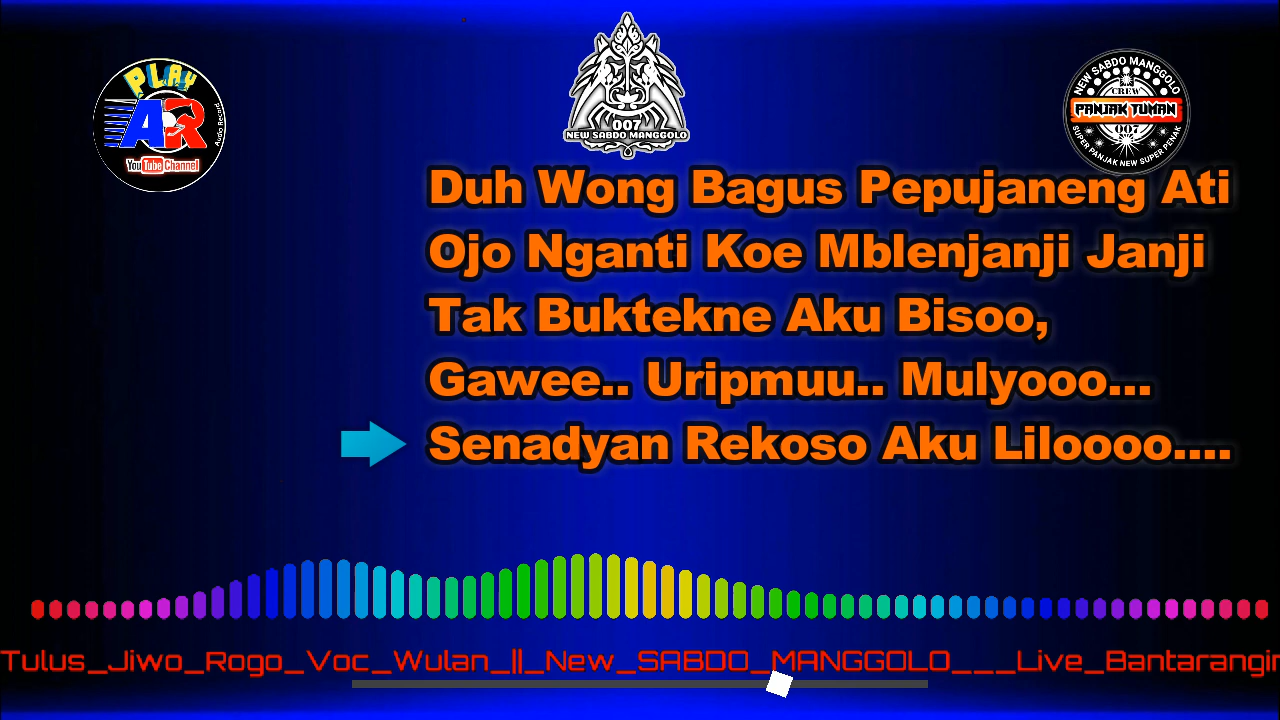 PLAY
AR
Audio Record
YouTube Channel
007
NEW SABDO MANGGOLO
NEW SABDO MANGGOLO
CREW
PANJAK TUMAN
007
SUPER PANJAK NEW SUPER PENAK
Duh Wong Bagus Pepujaneng Ati
Ojo Nganti Koe Mblenjanji Janji
Tak Buktekne Aku Bisoo,
Gawee.. Uripmuu.. Mulyooo...
Senadyan Rekoso Aku Liloooo....
Tulus_Jiwo_Rogo_Voc_Wulan_||_New_SABDO_MANGGOLO___Live_Bantarangin